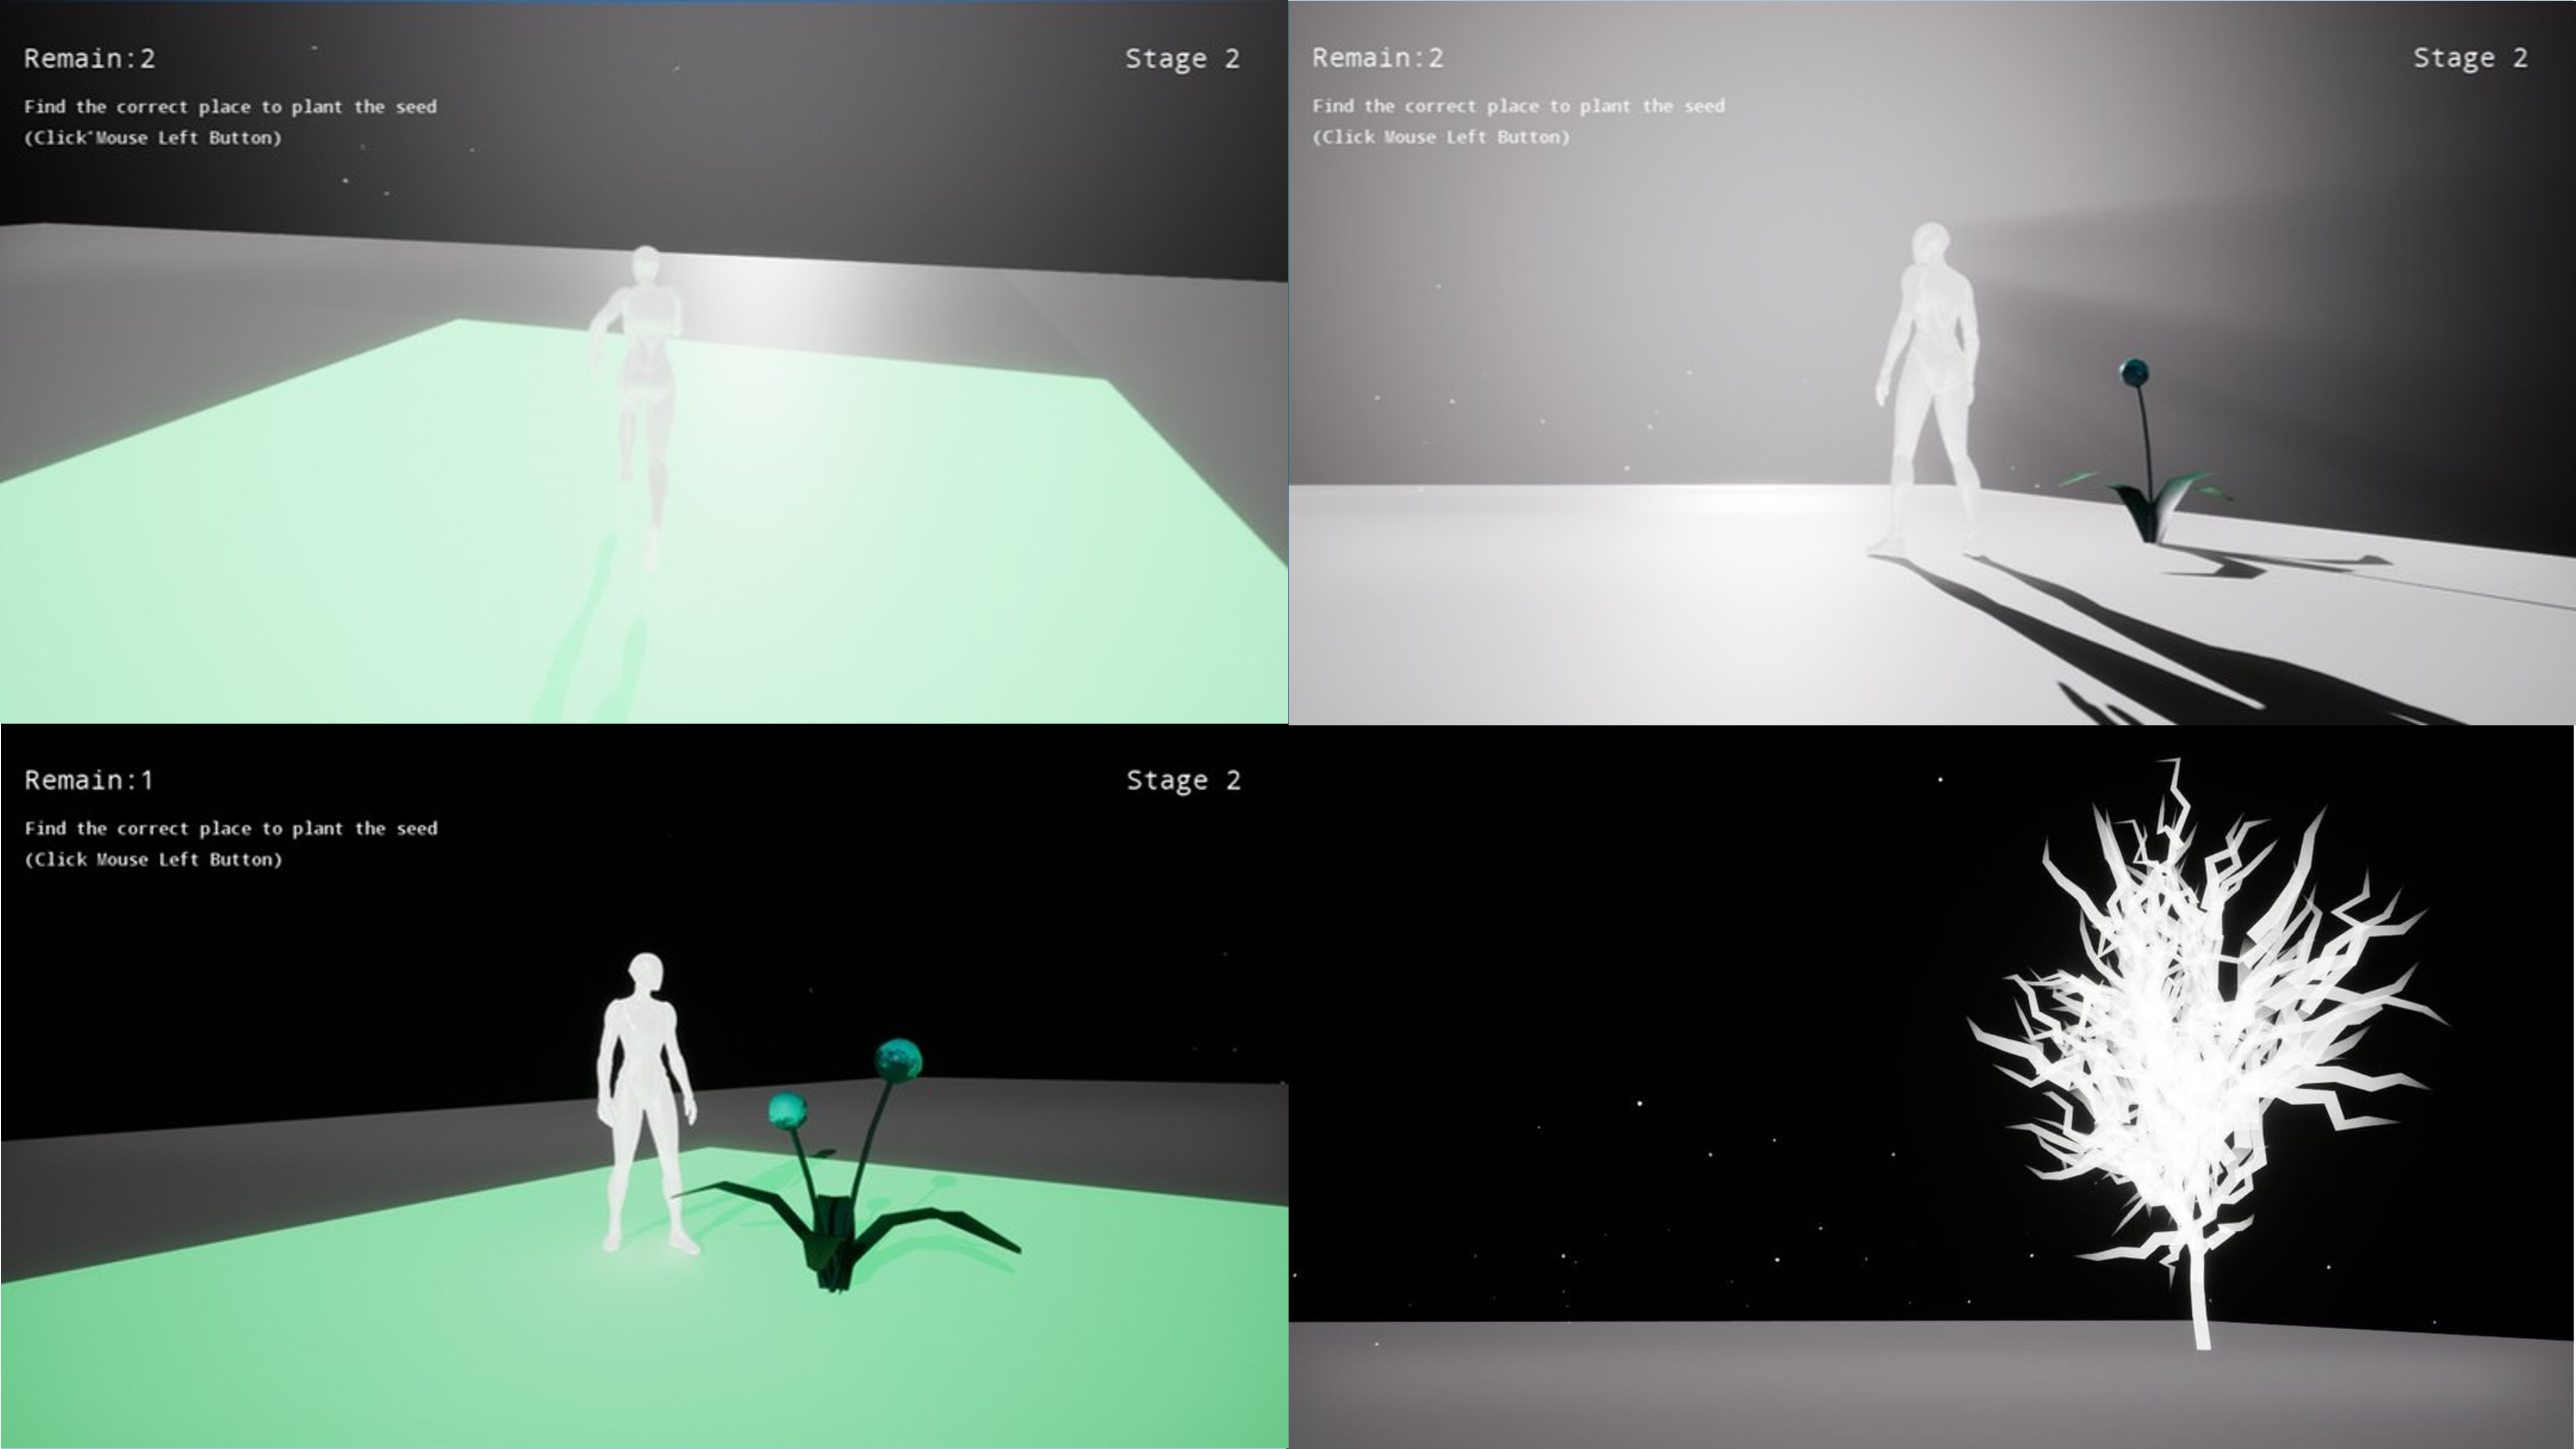 Remain:2
Stage 2
Find the correct place to plant the seed
(Click Mouse Left Button)
Remain:2
Stage 2
Find the correct place to plant the seed
(Click Mouse Left Button)
Remain:1
Stage 2
Find the correct place to plant the seed
(Click Mouse Left Button)